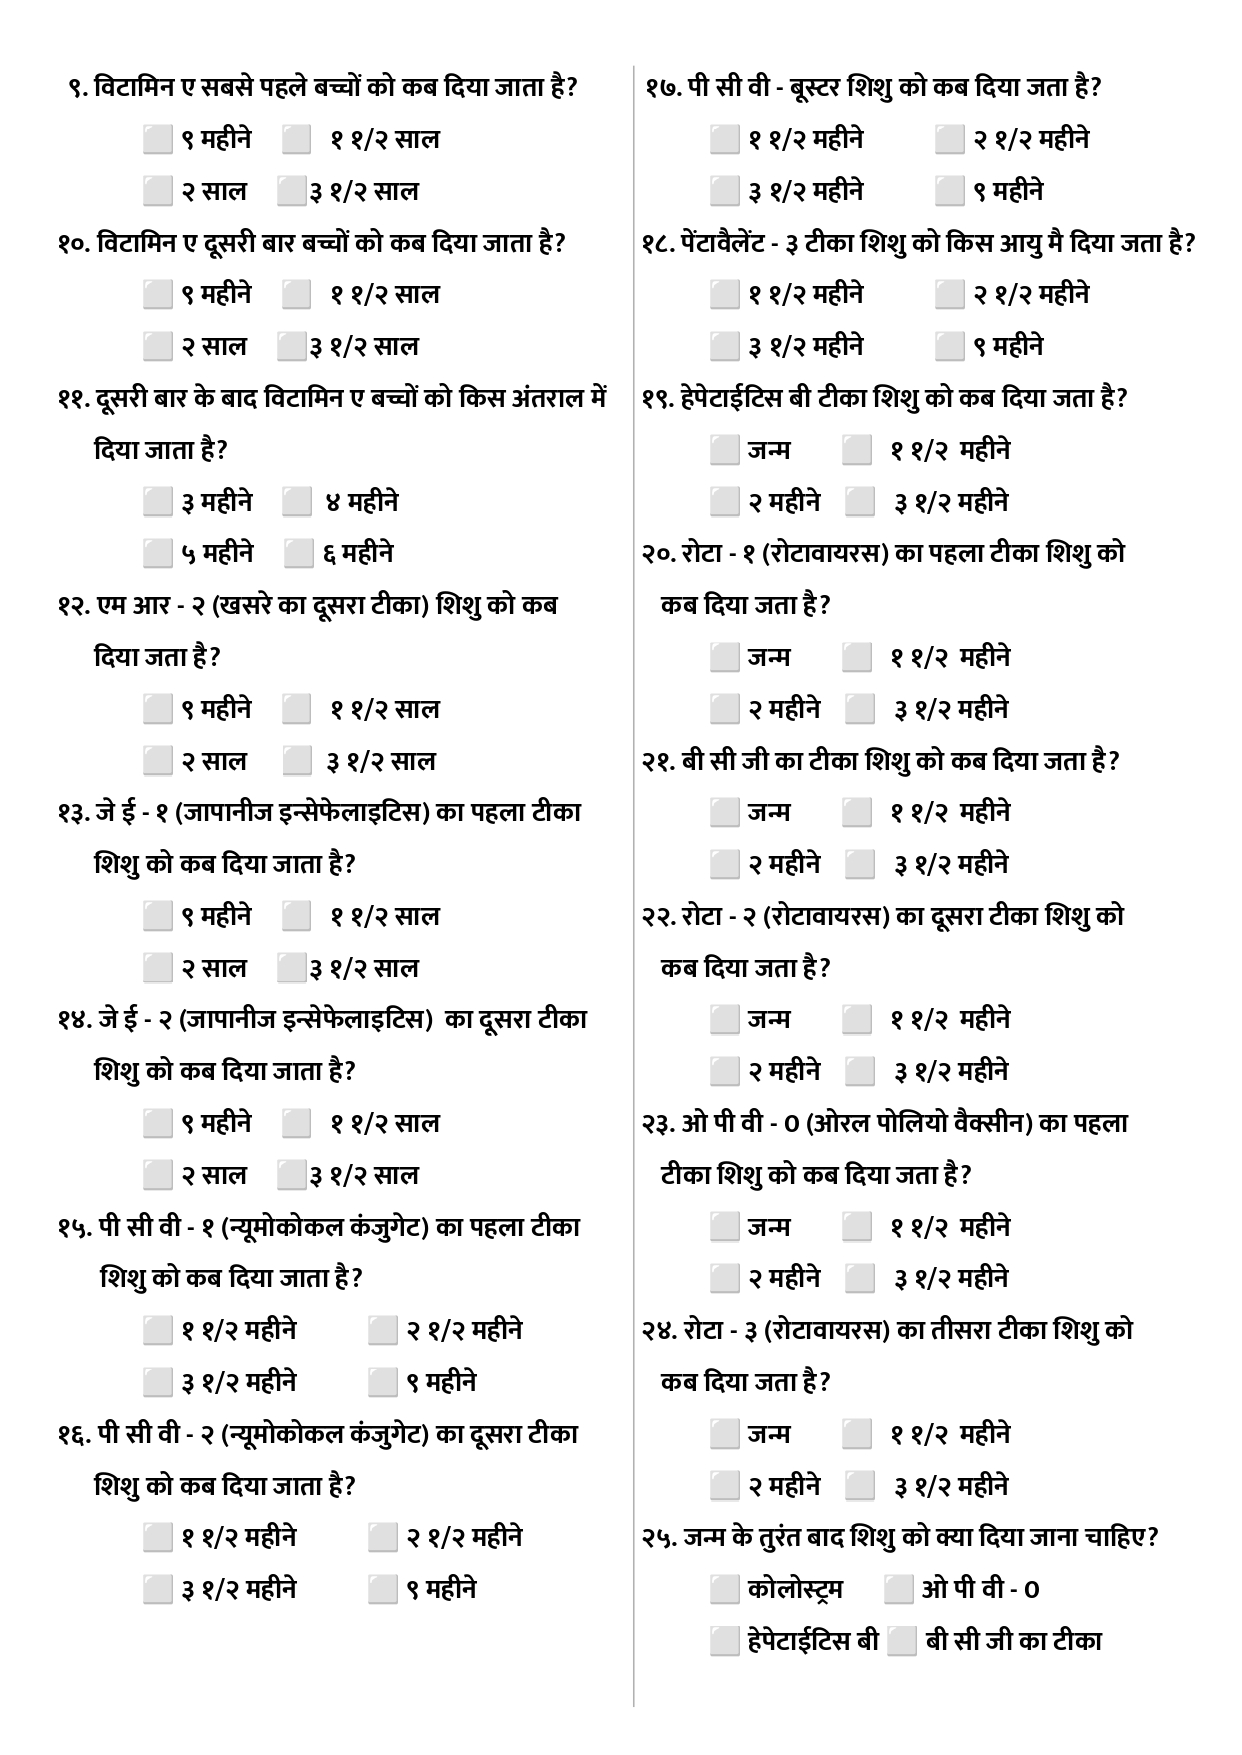 ९. विटामिन ए सबसे पहले बच्चों को कब दिया जाता है?
९ महीने १ १/२ साल
२ साल ३ १/२ साल
१०. विटामिन ए दूसरी बार बच्चों को कब दिया जाता है?
९ महीने १ १/२ साल
२ साल ३ १/२ साल
११. दूसरी बार के बाद विटामिन ए बच्चों को किस अंतराल में
दिया जाता है?
३ महीने ४ महीने
५ महीने ६ महीने
१२. एम आर - २ (खसरे का दूसरा टीका) शिशु को कब
दिया जता है?
९ महीने १ १/२ साल
२ साल ३ १/२ साल
१३. जे ई - १ (जापानीज इन्सेफेलाइटिस) का पहला टीका
शिशु को कब दिया जाता है?
९ महीने १ १/२ साल
२ साल ३ १/२ साल
१४. जे ई - २ (जापानीज इन्सेफेलाइटिस) का दूसरा टीका
शिशु को कब दिया जाता है?
९ महीने १ १/२ साल
२ साल ३ १/२ साल
१५. पी सी वी - १ (न्यूमोकोकल कंजुगेट) का पहला टीका
शिशु को कब दिया जाता है?
१ १/२ महीने २ १/२ महीने
३ १/२ महीने ९ महीने
१६. पी सी वी - २ (न्यूमोकोकल कंजुगेट) का दूसरा टीका
शिशु को कब दिया जाता है?
१ १/२ महीने २ १/२ महीने
३ १/२ महीने ९ महीने
१७. पी सी वी - बूस्टर शिशु को कब दिया जता है?
१ १/२ महीने २ १/२ महीने
३ १/२ महीने ९ महीने
१८. पेंटावैलेंट - ३ टीका शिशु को किस आयु मै दिया जता है?
१ १/२ महीने २ १/२ महीने
३ १/२ महीने ९ महीने
१९. हेपेटाईटिस बी टीका शिशु को कब दिया जता है?
जन्म १ १/२ महीने
२ महीने ३ १/२ महीने
२०. रोटा - १ (रोटावायरस) का पहला टीका शिशु को
कब दिया जता है?
जन्म १ १/२ महीने
२ महीने ३ १/२ महीने
२१. बी सी जी का टीका शिशु को कब दिया जता है?
जन्म १ १/२ महीने
२ महीने ३ १/२ महीने
२२. रोटा - २ (रोटावायरस) का दूसरा टीका शिशु को
कब दिया जता है?
जन्म १ १/२ महीने
२ महीने ३ १/२ महीने
२३. ओ पी वी - 0 (ओरल पोलियो वैक्सीन) का पहला
टीका शिशु को कब दिया जता है?
जन्म १ १/२ महीने
२ महीने ३ १/२ महीने
२४. रोटा - ३ (रोटावायरस) का तीसरा टीका शिशु को
कब दिया जता है?
जन्म १ १/२ महीने
२ महीने ३ १/२ महीने
२५. जन्म के तुरंत बाद शिशु को क्या दिया जाना चाहिए?
कोलोस्ट्रम ओ पी वी - 0
हेपेटाईटिस बी बी सी जी का टीका